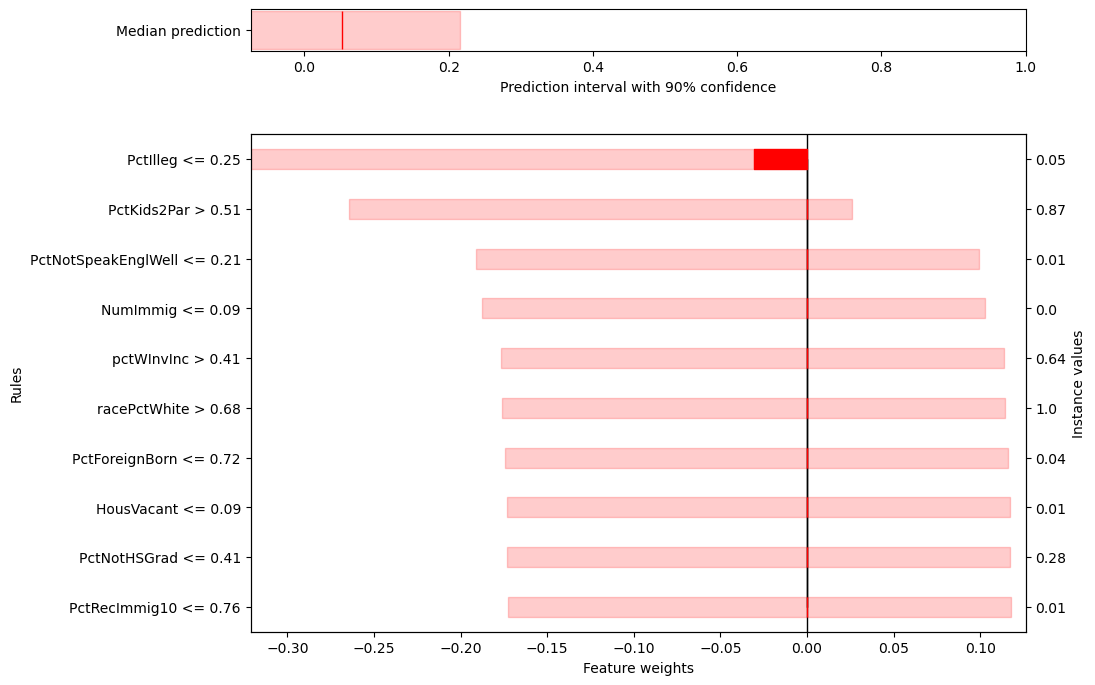 Median prediction
0.0 0.2 0.4 0.6 0.8 1.0
Prediction interval with 90% confidence
Rules
PctIlleg <= 0.25 0.05
PctKids2Par > 0.51 0.87
PctNotSpeakEnglWell <= 0.21 0.01
NumImmig <= 0.09 0.0
pctWInvInc > 0.41 0.64
racePctWhite > 0.68 1.0
PctForeignBorn <= 0.72 0.04
HousVacant <= 0.09 0.01
PctNotHSGrad <= 0.41 0.28
PctRecImmig10 <= 0.76 0.01
Instance values
−0.30 −0.25 −0.20 −0.15 −0.10 −0.05 0.00 0.05 0.10
Feature weights